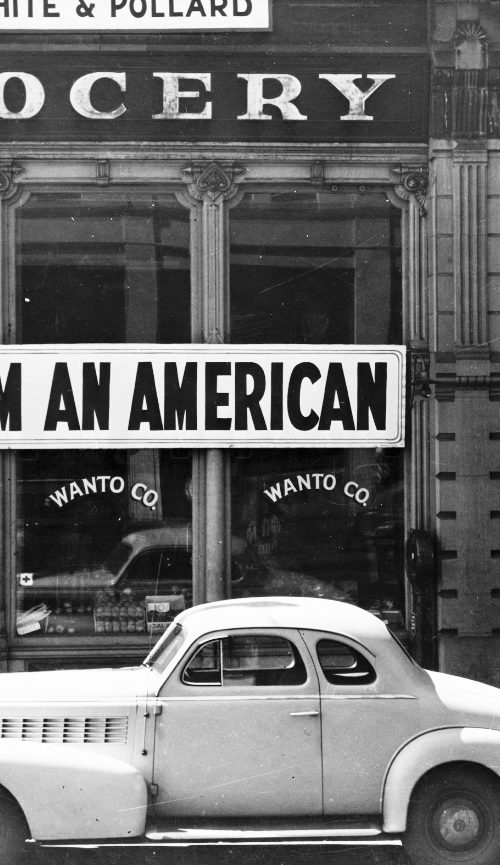 HITE & POLLARD
OCERY
M AN AMERICAN
WANTO CO.
WANTO CO.